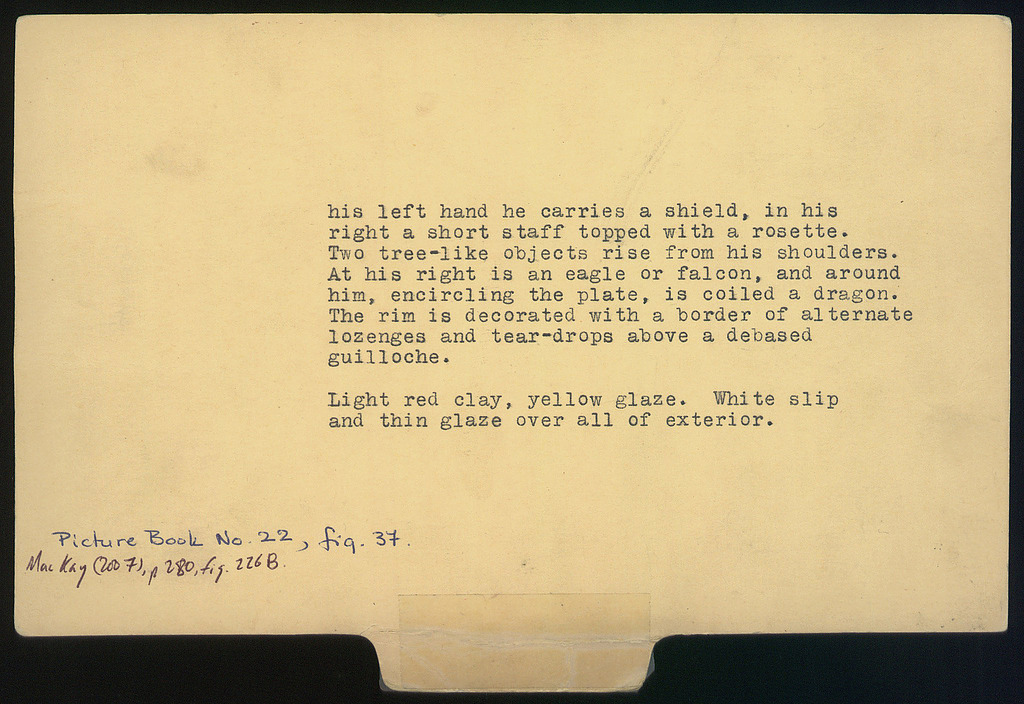 his left hand he carries a shield, in his
right a short staff topped with a rosette.
Two tree-like objects rise from his shoulders.
At his right is an eagle or falcon, and around
him, encircling the plate, is coiled a dragon.
The rim is decorated with a border of alternate
lozenges and tear-drops above a debased
guilloche.
Light red clay, yellow glaze.  White slip
and thin glaze over all of exterior.
Picture Book No. 22, fig. 37.
MacKay (2007), p 280, fig. 226B.